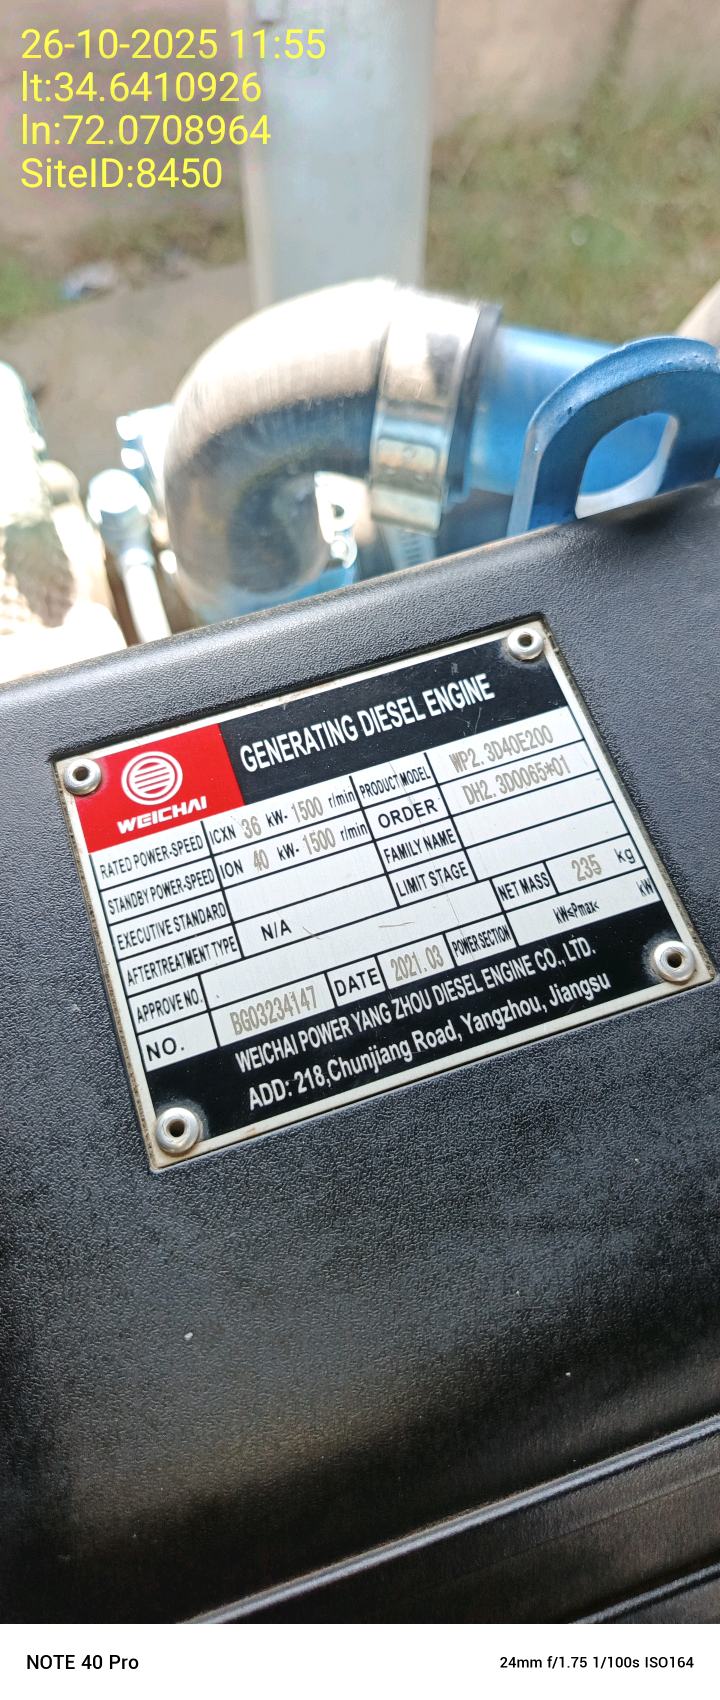 26-10-2025 11:55
lt:34.6410926
ln:72.0708964
SiteID:8450
WEICHAI
GENERATING DIESEL ENGINE
RATED POWER-SPEED ICXN 36 kW- 1500 r/min PRODUCT MODEL WP2.3D40E200
STANDBY POWER-SPEED ION 40 kW- 1500 r/min ORDER DH2.3D0065*01
EXECUTIVE STANDARD FAMILY NAME
AFTERTREATMENT TYPE N/A LIMIT STAGE
APPROVE NO. NET MASS 235 kg
NO. BG03234147 DATE 2021.03 POWER SECTION kW≤Pmax< kW
WEICHAI POWER YANG ZHOU DIESEL ENGINE CO., LTD.
ADD: 218,Chunjiang Road, Yangzhou, Jiangsu
NOTE 40 Pro
24mm f/1.75 1/100s ISO164